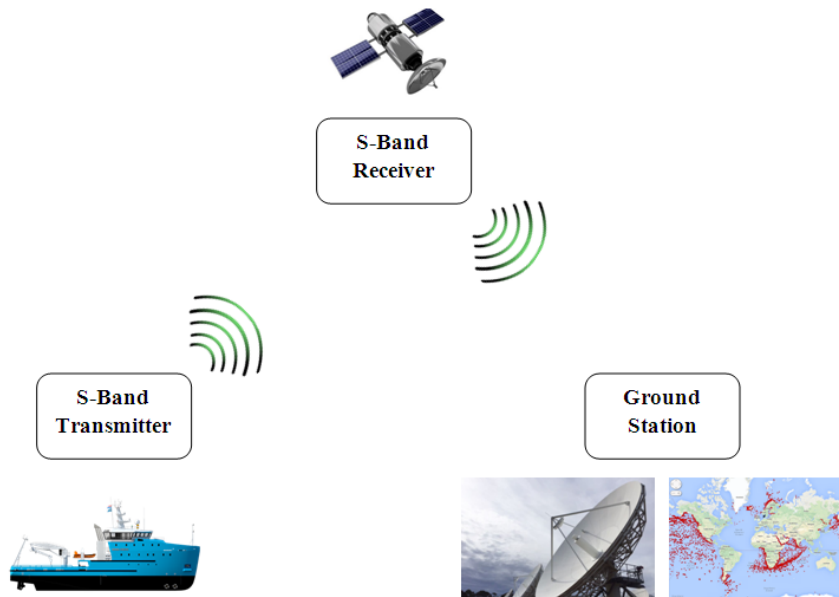 S-Band
Receiver
S-Band
Transmitter
Ground
Station